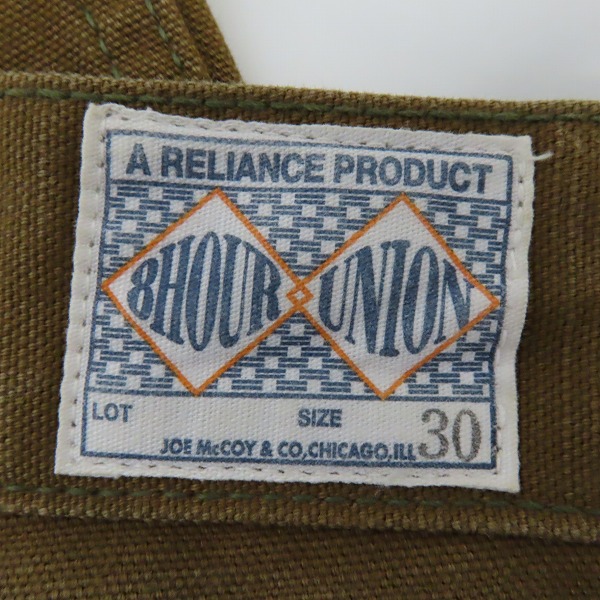 A RELIANCE PRODUCT
8HOUR UNION
LOT SIZE 30
JOE McCOY & CO,CHICAGO,ILL